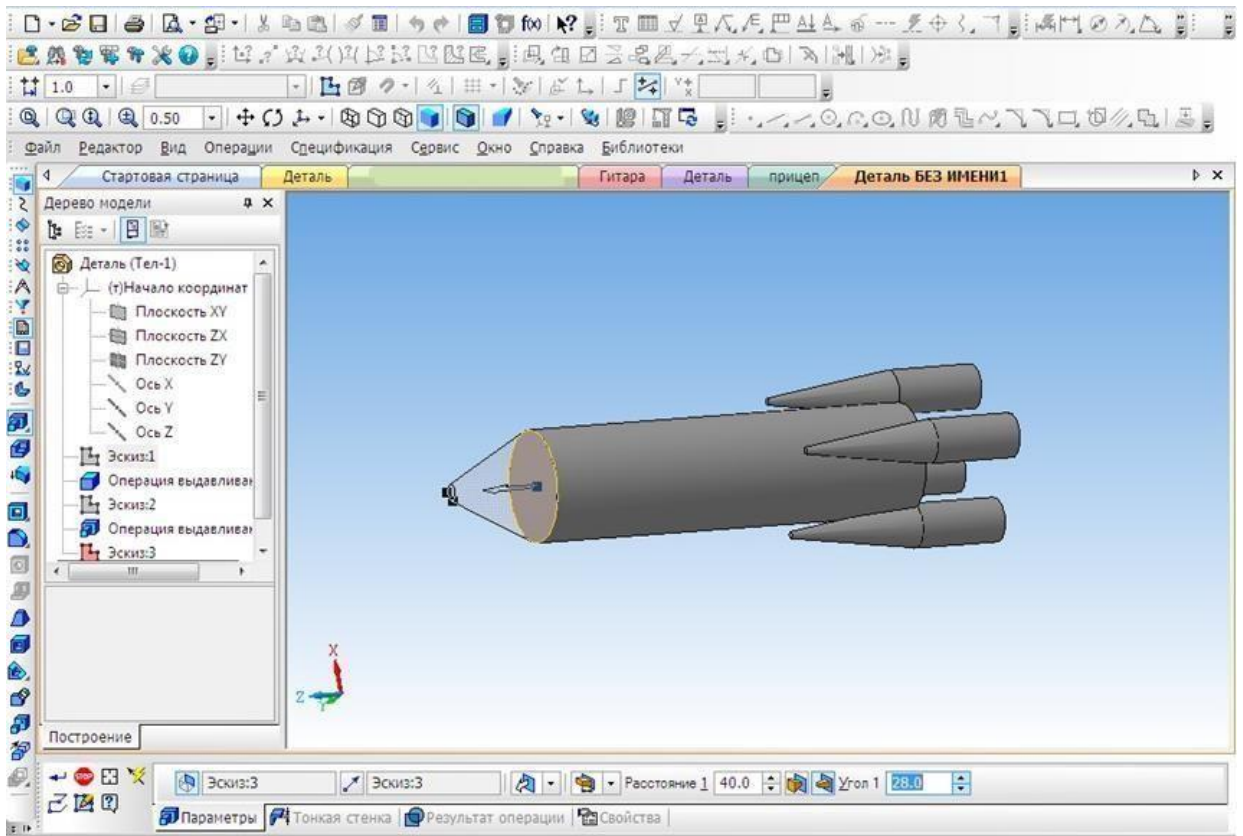 f(x)
1.0
0.50
Файл Редактор Вид Операции Спецификация Сервис Окно Справка Библиотеки
Стартовая страница Деталь Гитара Деталь прицеп Деталь БЕЗ ИМЕНИ1
Дерево модели
Деталь (Тел-1)
(т)Начало координат
Плоскость XY
Плоскость ZX
Плоскость ZY
Ось X
Ось Y
Ось Z
Эскиз:1
Операция выдавливан
Эскиз:2
Операция выдавливан
Эскиз:3
X
Z
Y
Построение
STOP
Эскиз:3 Эскиз:3 Расстояние 1 40.0 Угол 1 28.0
Параметры Тонкая стенка Результат операции Свойства